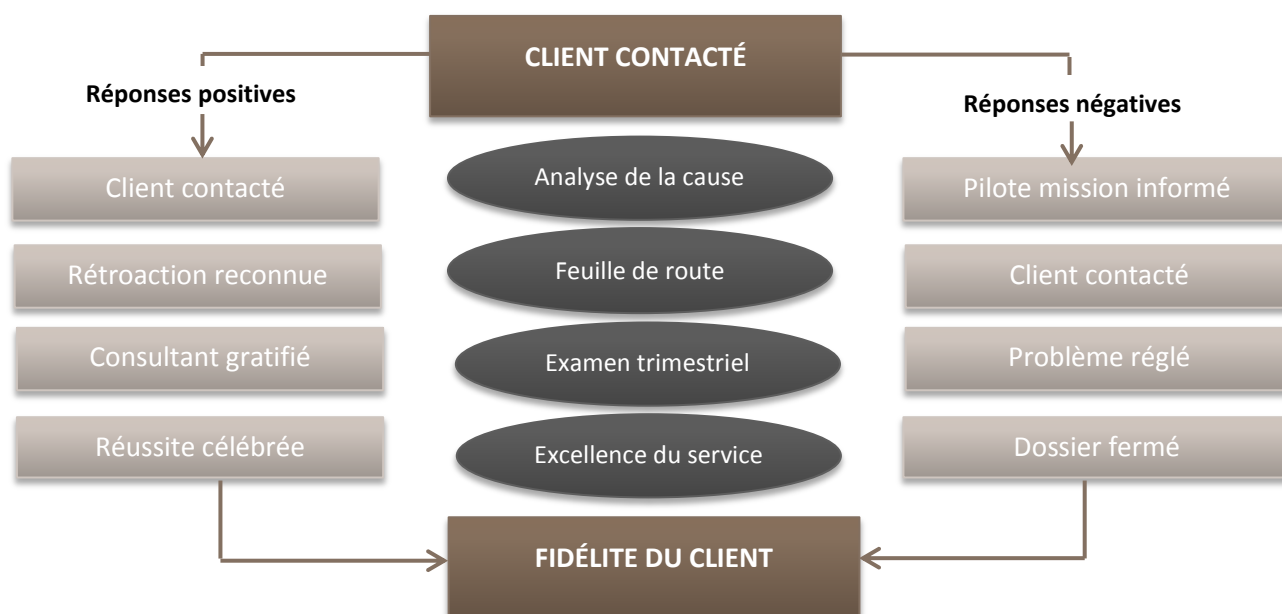 CLIENT CONTACTÉ
Réponses positives
Client contacté
Rétroaction reconnue
Consultant gratifié
Réussite célébrée
Analyse de la cause
Feuille de route
Examen trimestriel
Excellence du service
Réponses négatives
Pilote mission informé
Client contacté
Problème réglé
Dossier fermé
FIDÉLITE DU CLIENT